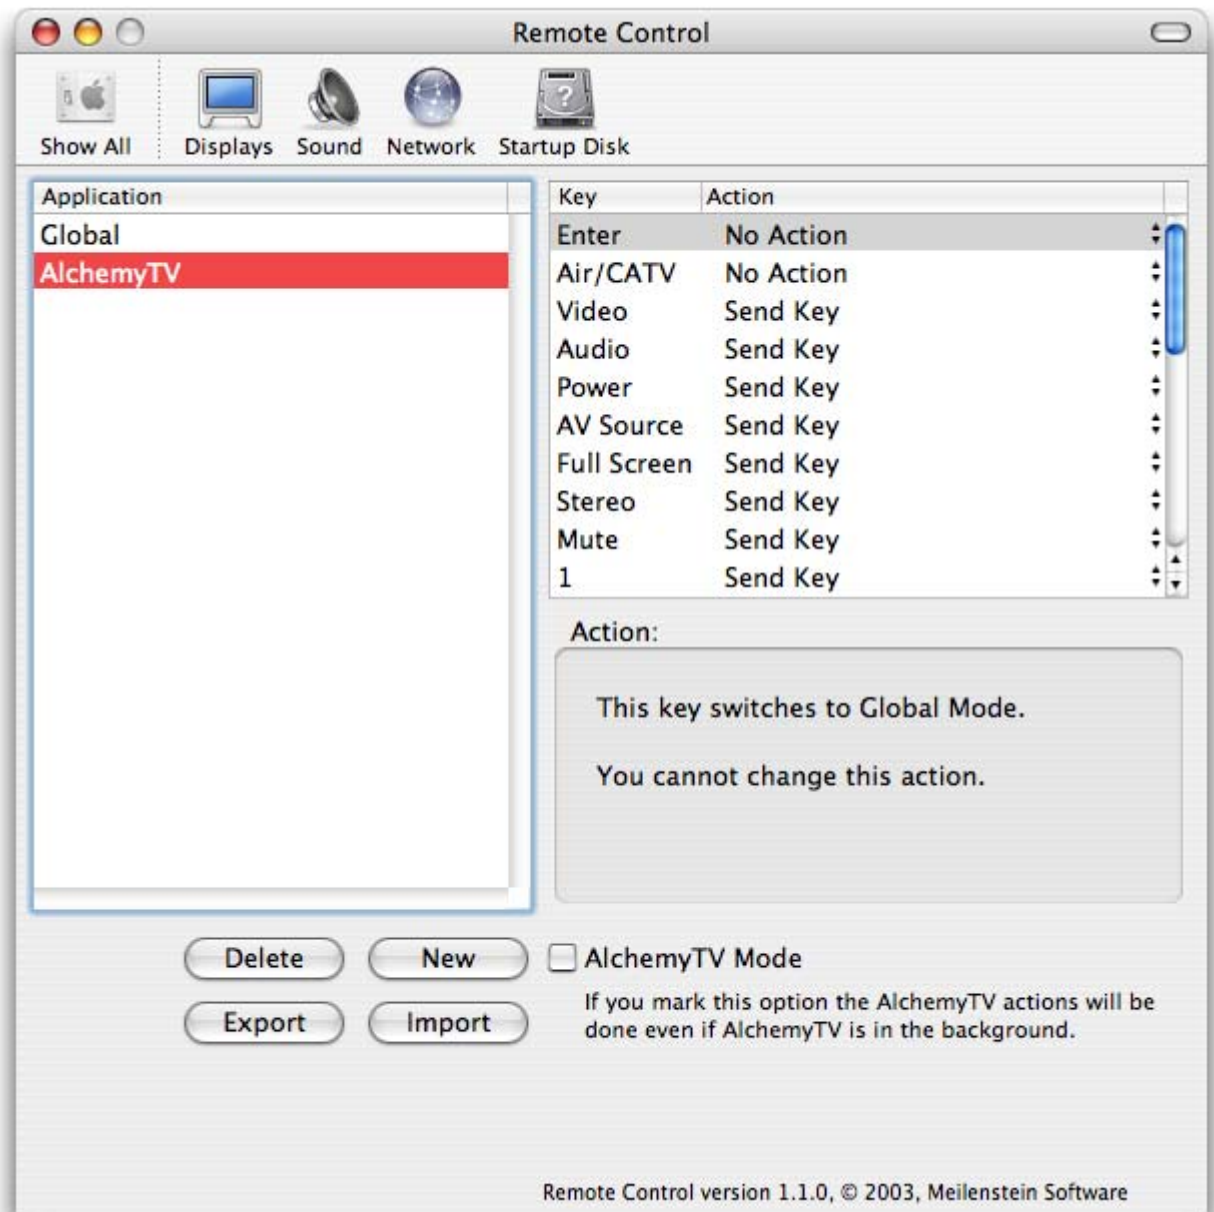 Remote Control
Show All Displays Sound Network Startup Disk
Application
Global
AlchemyTV
Key Action
Enter No Action
Air/CATV No Action
Video Send Key
Audio Send Key
Power Send Key
AV Source Send Key
Full Screen Send Key
Stereo Send Key
Mute Send Key
1 Send Key
Action:
This key switches to Global Mode.
You cannot change this action.
Delete New
Export Import
AlchemyTV Mode
If you mark this option the AlchemyTV actions will be
done even if AlchemyTV is in the background.
Remote Control version 1.1.0, © 2003, Meilenstein Software